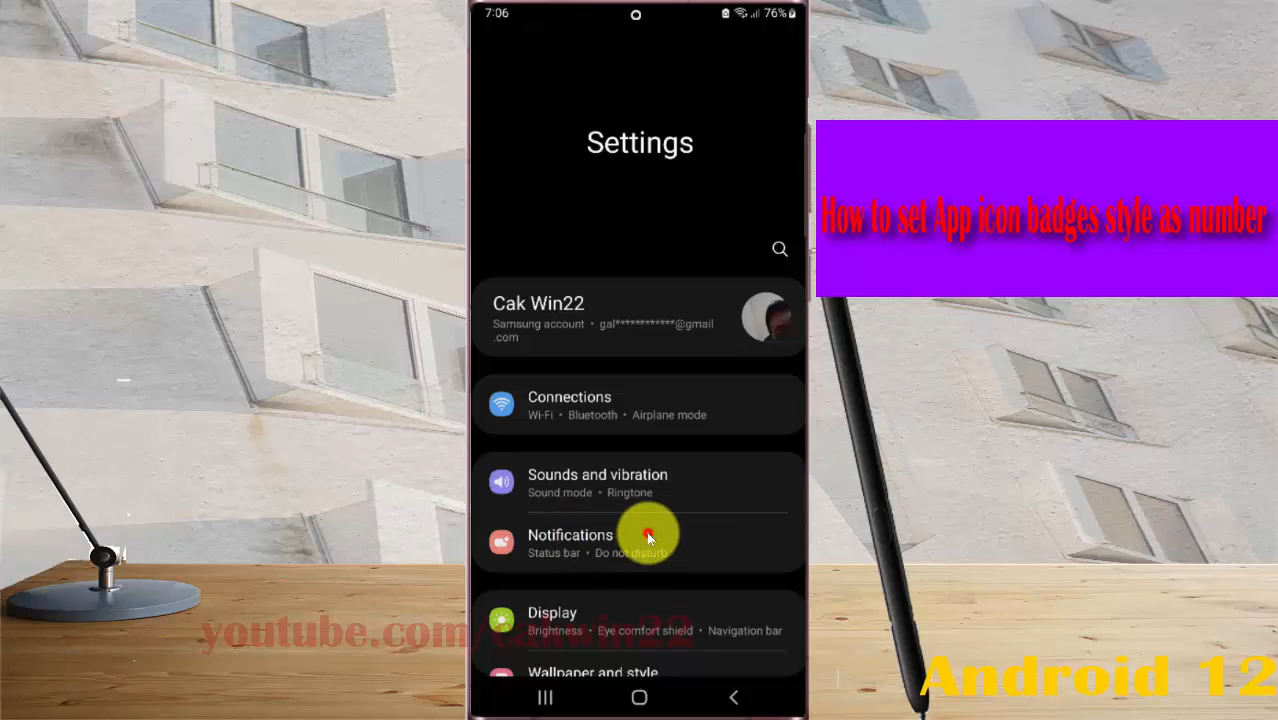 7:06
76%
Settings
How to set App icon badges style as number
Cak Win22
Samsung account • gal************@gmail
.com
Connections
Wi-Fi • Bluetooth • Airplane mode
Sounds and vibration
Sound mode • Ringtone
Notifications
Status bar • Do not disturb
Display
Brightness • Eye comfort shield • Navigation bar
youtube.com/cakwin22
Wallpaper and style
Android 12